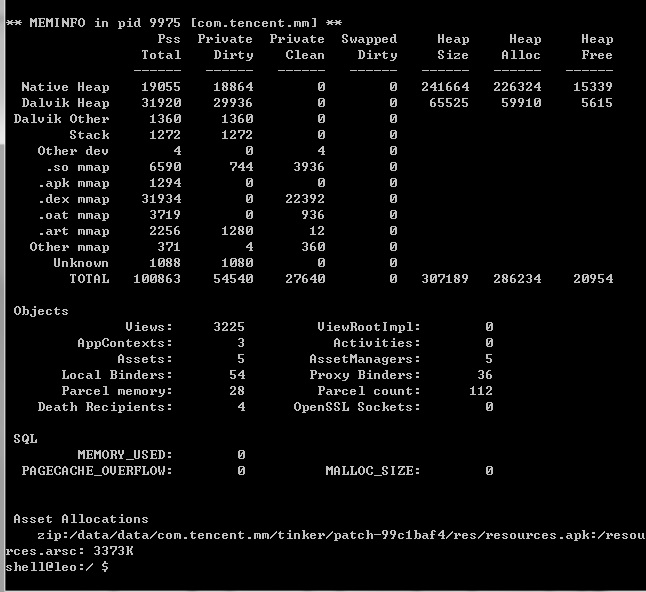 ** MEMINFO in pid 9975 [com.tencent.mm] **
Pss Private Private Swapped Heap Heap Heap
Total Dirty Clean Dirty Size Alloc Free
------ ------ ------ ------ ------ ------ ------
Native Heap 19055 18864 0 0 241664 226324 15339
Dalvik Heap 31920 29936 0 0 65525 59910 5615
Dalvik Other 1360 1360 0 0
Stack 1272 1272 0 0
Other dev 4 0 4 0
.so mmap 6590 744 3936 0
.apk mmap 1294 0 0 0
.dex mmap 31934 0 22392 0
.oat mmap 3719 0 936 0
.art mmap 2256 1280 12 0
Other mmap 371 4 360 0
Unknown 1088 1080 0 0
TOTAL 100863 54540 27640 0 307189 286234 20954
Objects
Views: 3225 ViewRootImpl: 0
AppContexts: 3 Activities: 0
Assets: 5 AssetManagers: 5
Local Binders: 54 Proxy Binders: 36
Parcel memory: 28 Parcel count: 112
Death Recipients: 4 OpenSSL Sockets: 0
SQL
MEMORY_USED: 0
PAGECACHE_OVERFLOW: 0 MALLOC_SIZE: 0
Asset Allocations
zip:/data/data/com.tencent.mm/tinker/patch-99c1baf4/res/resources.apk:/resou
rces.arsc: 3373K
shell@leo:/ $